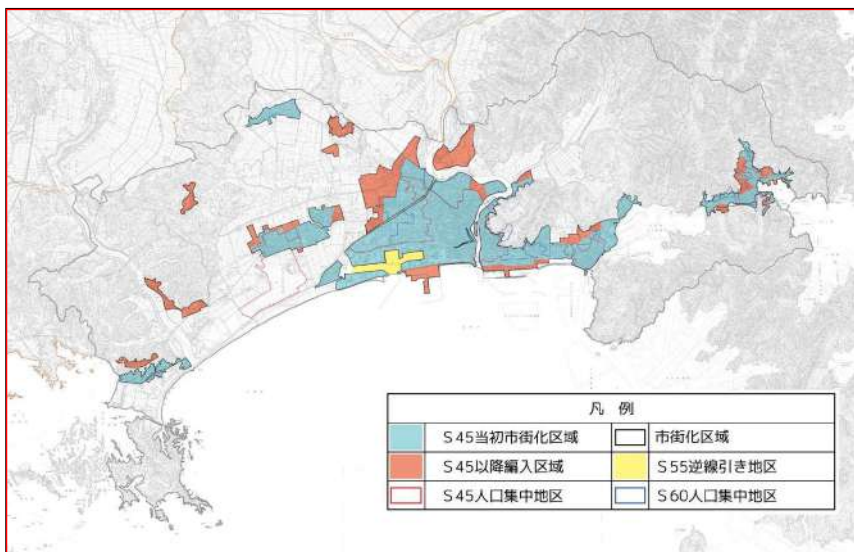 凡 例
S45当初市街化区域
市街化区域
S45以降編入区域
S55逆線引き地区
S45人口集中地区
S60人口集中地区